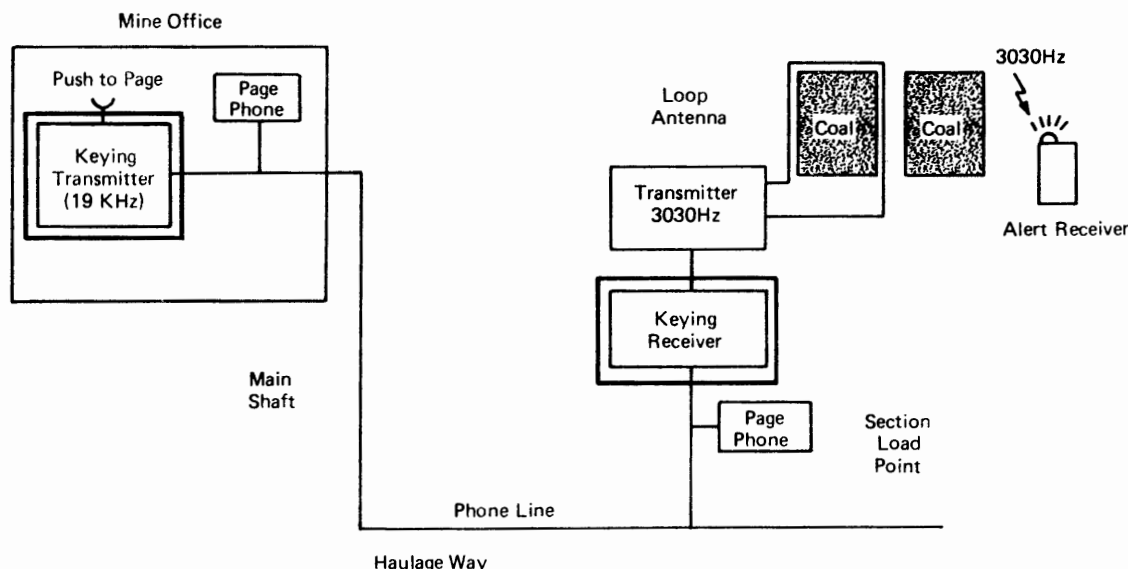 Mine Office
Push to Page
Page
Phone
Keying
Transmitter
(19 KHz)
Main
Shaft
Loop
Antenna
Coal
Coal
3030Hz
Alert Receiver
Transmitter
3030Hz
Keying
Receiver
Page
Phone
Section
Load
Point
Phone Line
Haulage Way